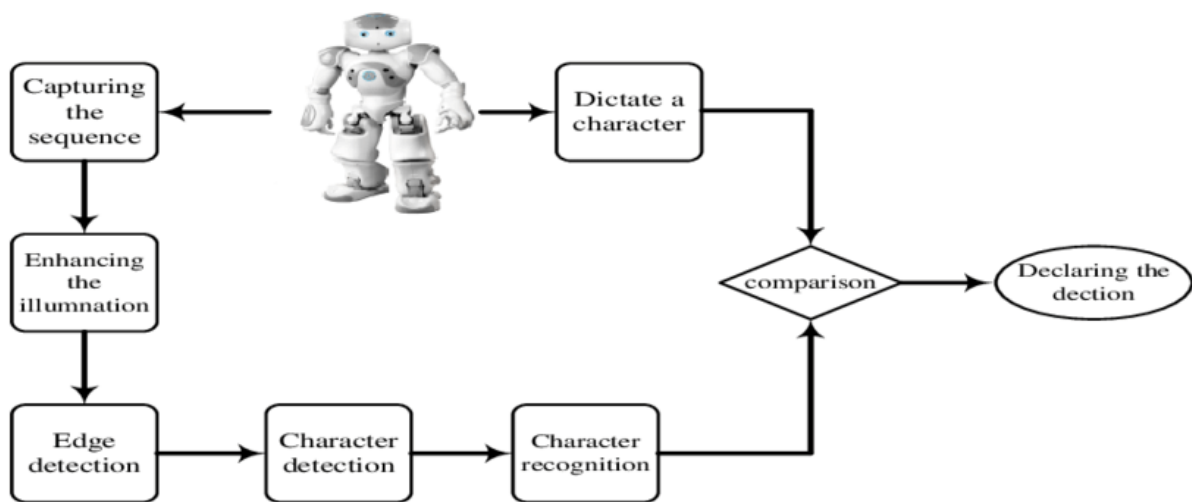 Capturing
the
sequence
Dictate a
character
Enhancing
the
illumnation
comparison
Declaring the
dection
Edge
detection
Character
detection
Character
recognition